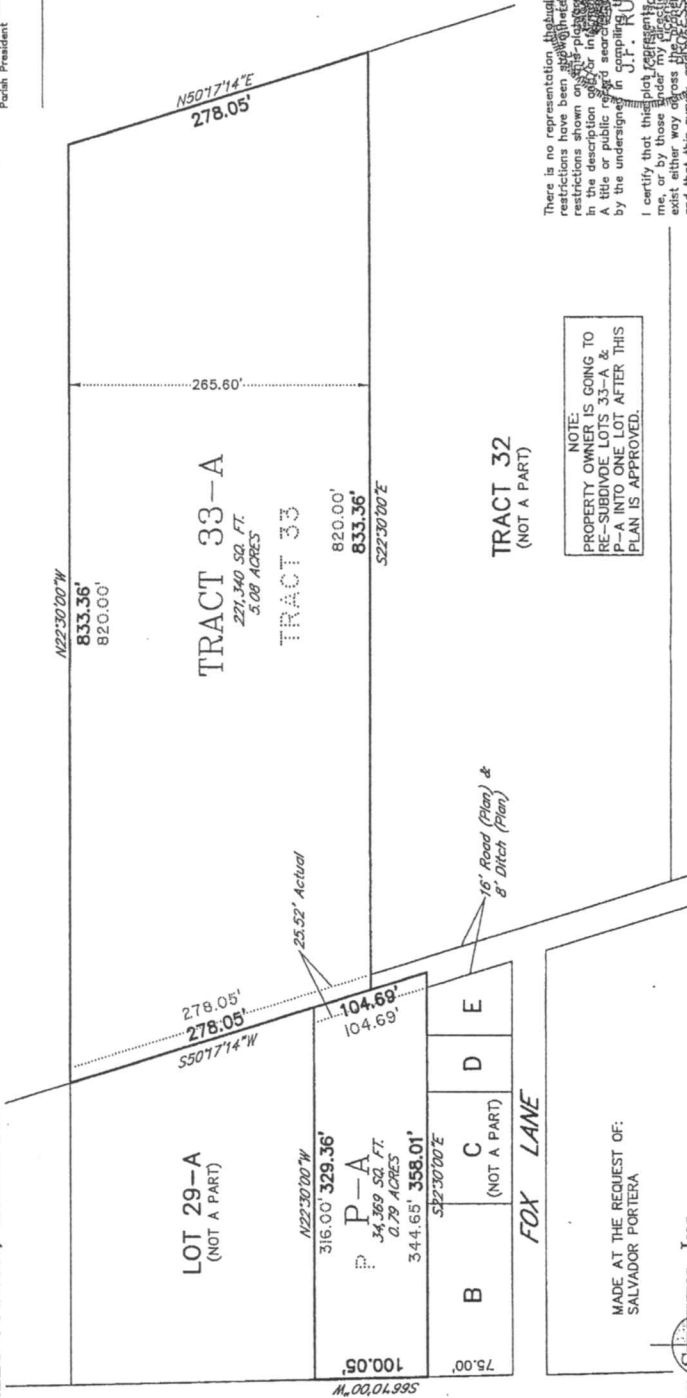 Parish President
N50°17'14"E
278.05'
N22°30'00"W
833.36'
820.00'
265.60'
TRACT 33-A
221,340 SQ. FT.
5.08 ACRES
TRACT 33
820.00'
833.36'
S22°30'00"E
TRACT 32
(NOT A PART)
NOTE:
PROPERTY OWNER IS GOING TO
RE-SUBDIVDE LOTS 33-A &
P-A INTO ONE LOT AFTER THIS
PLAN IS APPROVED.
There is no representation that
restrictions have been
restrictions shown on
in the description
A title or public record
by the undersigned in compiling
J.F. RU
I certify that this plat represents
me, or by those under my
exist either way across the
25.52' Actual
16' Road (Plan) &
8' Ditch (Plan)
278.05'
278.05'
S50°17'14"W
104.69'
104.69'
LOT 29-A
(NOT A PART)
N22°30'00"W
316.00' 329.36'
P P-A
34,369 SQ. FT.
0.79 ACRES
344.65' 358.01'
S22°30'00"E
B
C
(NOT A PART)
D
E
100.05'
75.00'
S66°10'00"W
FOX LANE
MADE AT THE REQUEST OF:
SALVADOR PORTERA